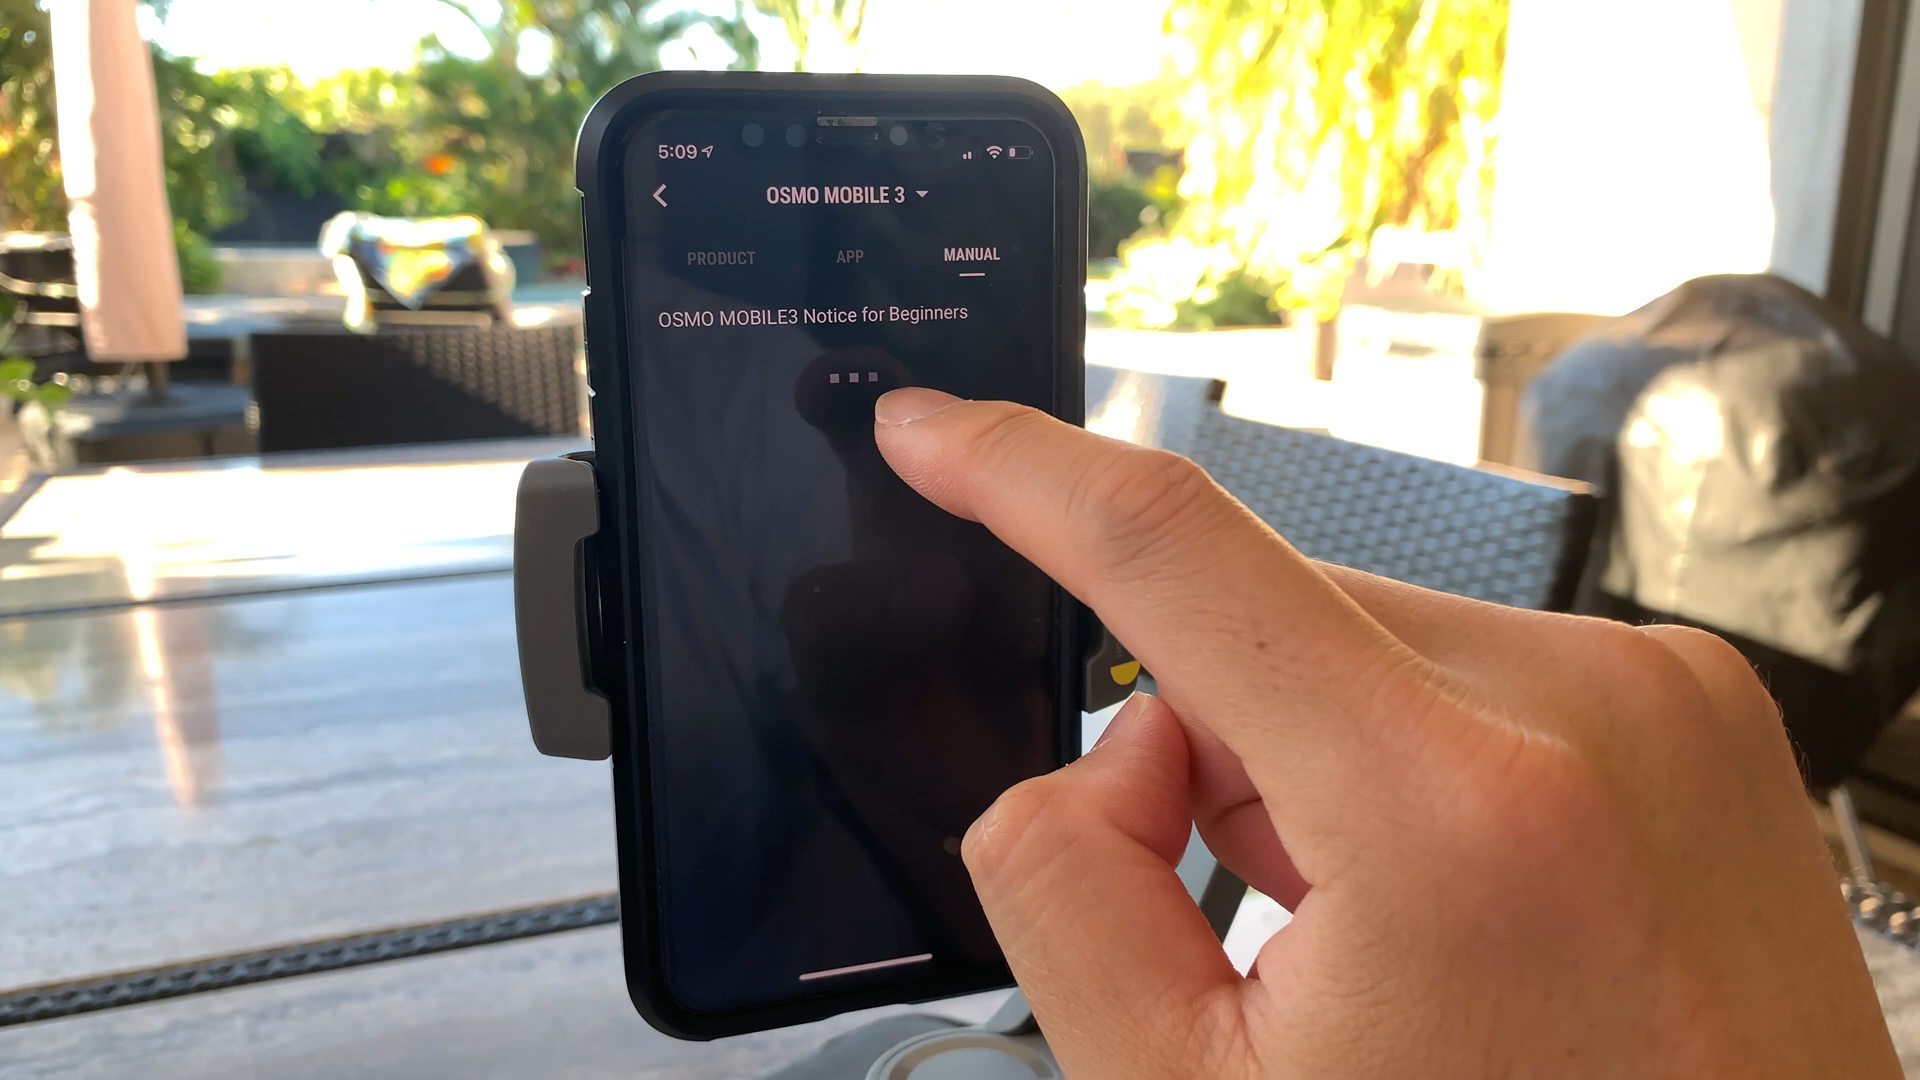 5:09
OSMO MOBILE 3
PRODUCT APP MANUAL
OSMO MOBILE3 Notice for Beginners